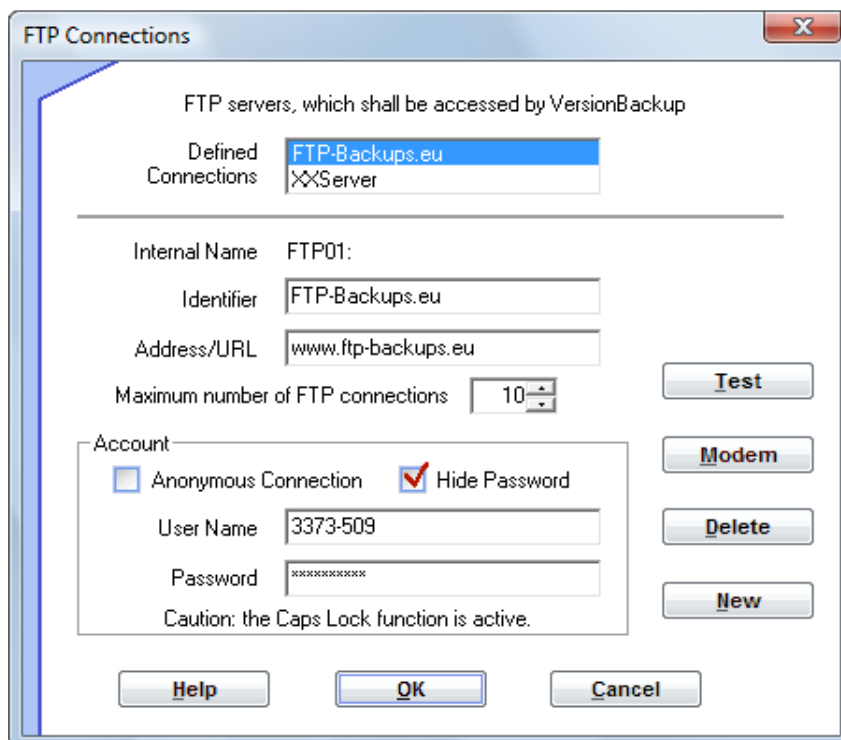 FTP Connections
FTP servers, which shall be accessed by VersionBackup
Defined
Connections
FTP-Backups.eu
XXServer
Internal Name FTP01:
Identifier FTP-Backups.eu
Address/URL www.ftp-backups.eu
Maximum number of FTP connections 10
Test
Account
Modem
Anonymous Connection Hide Password
User Name 3373-509
Delete
Password **********
New
Caution: the Caps Lock function is active.
Help OK Cancel